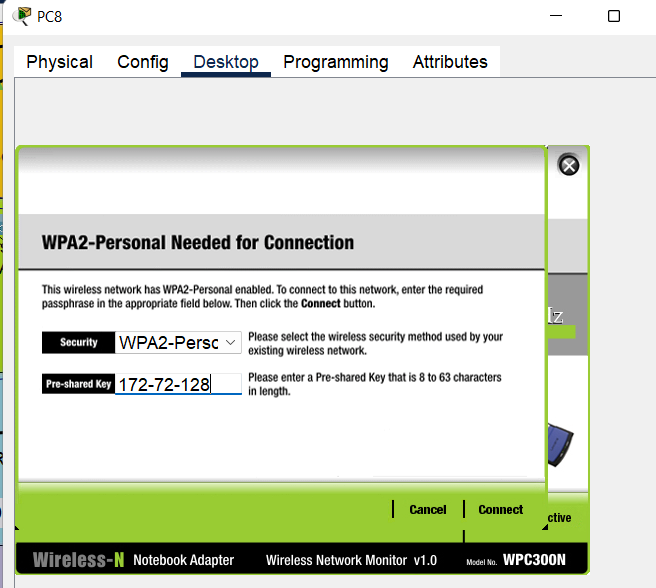 PC8
Physical Config Desktop Programming Attributes
WPA2-Personal Needed for Connection
This wireless network has WPA2-Personal enabled. To connect to this network, enter the required
passphrase in the appropriate field below. Then click the Connect button.
Security WPA2-Persc Please select the wireless security method used by your
existing wireless network.
Pre-shared Key 172-72-128 Please enter a Pre-shared Key that is 8 to 63 characters
in length.
Cancel Connect
ctive
Wireless-N Notebook Adapter Wireless Network Monitor v1.0 Model No. WPC300N